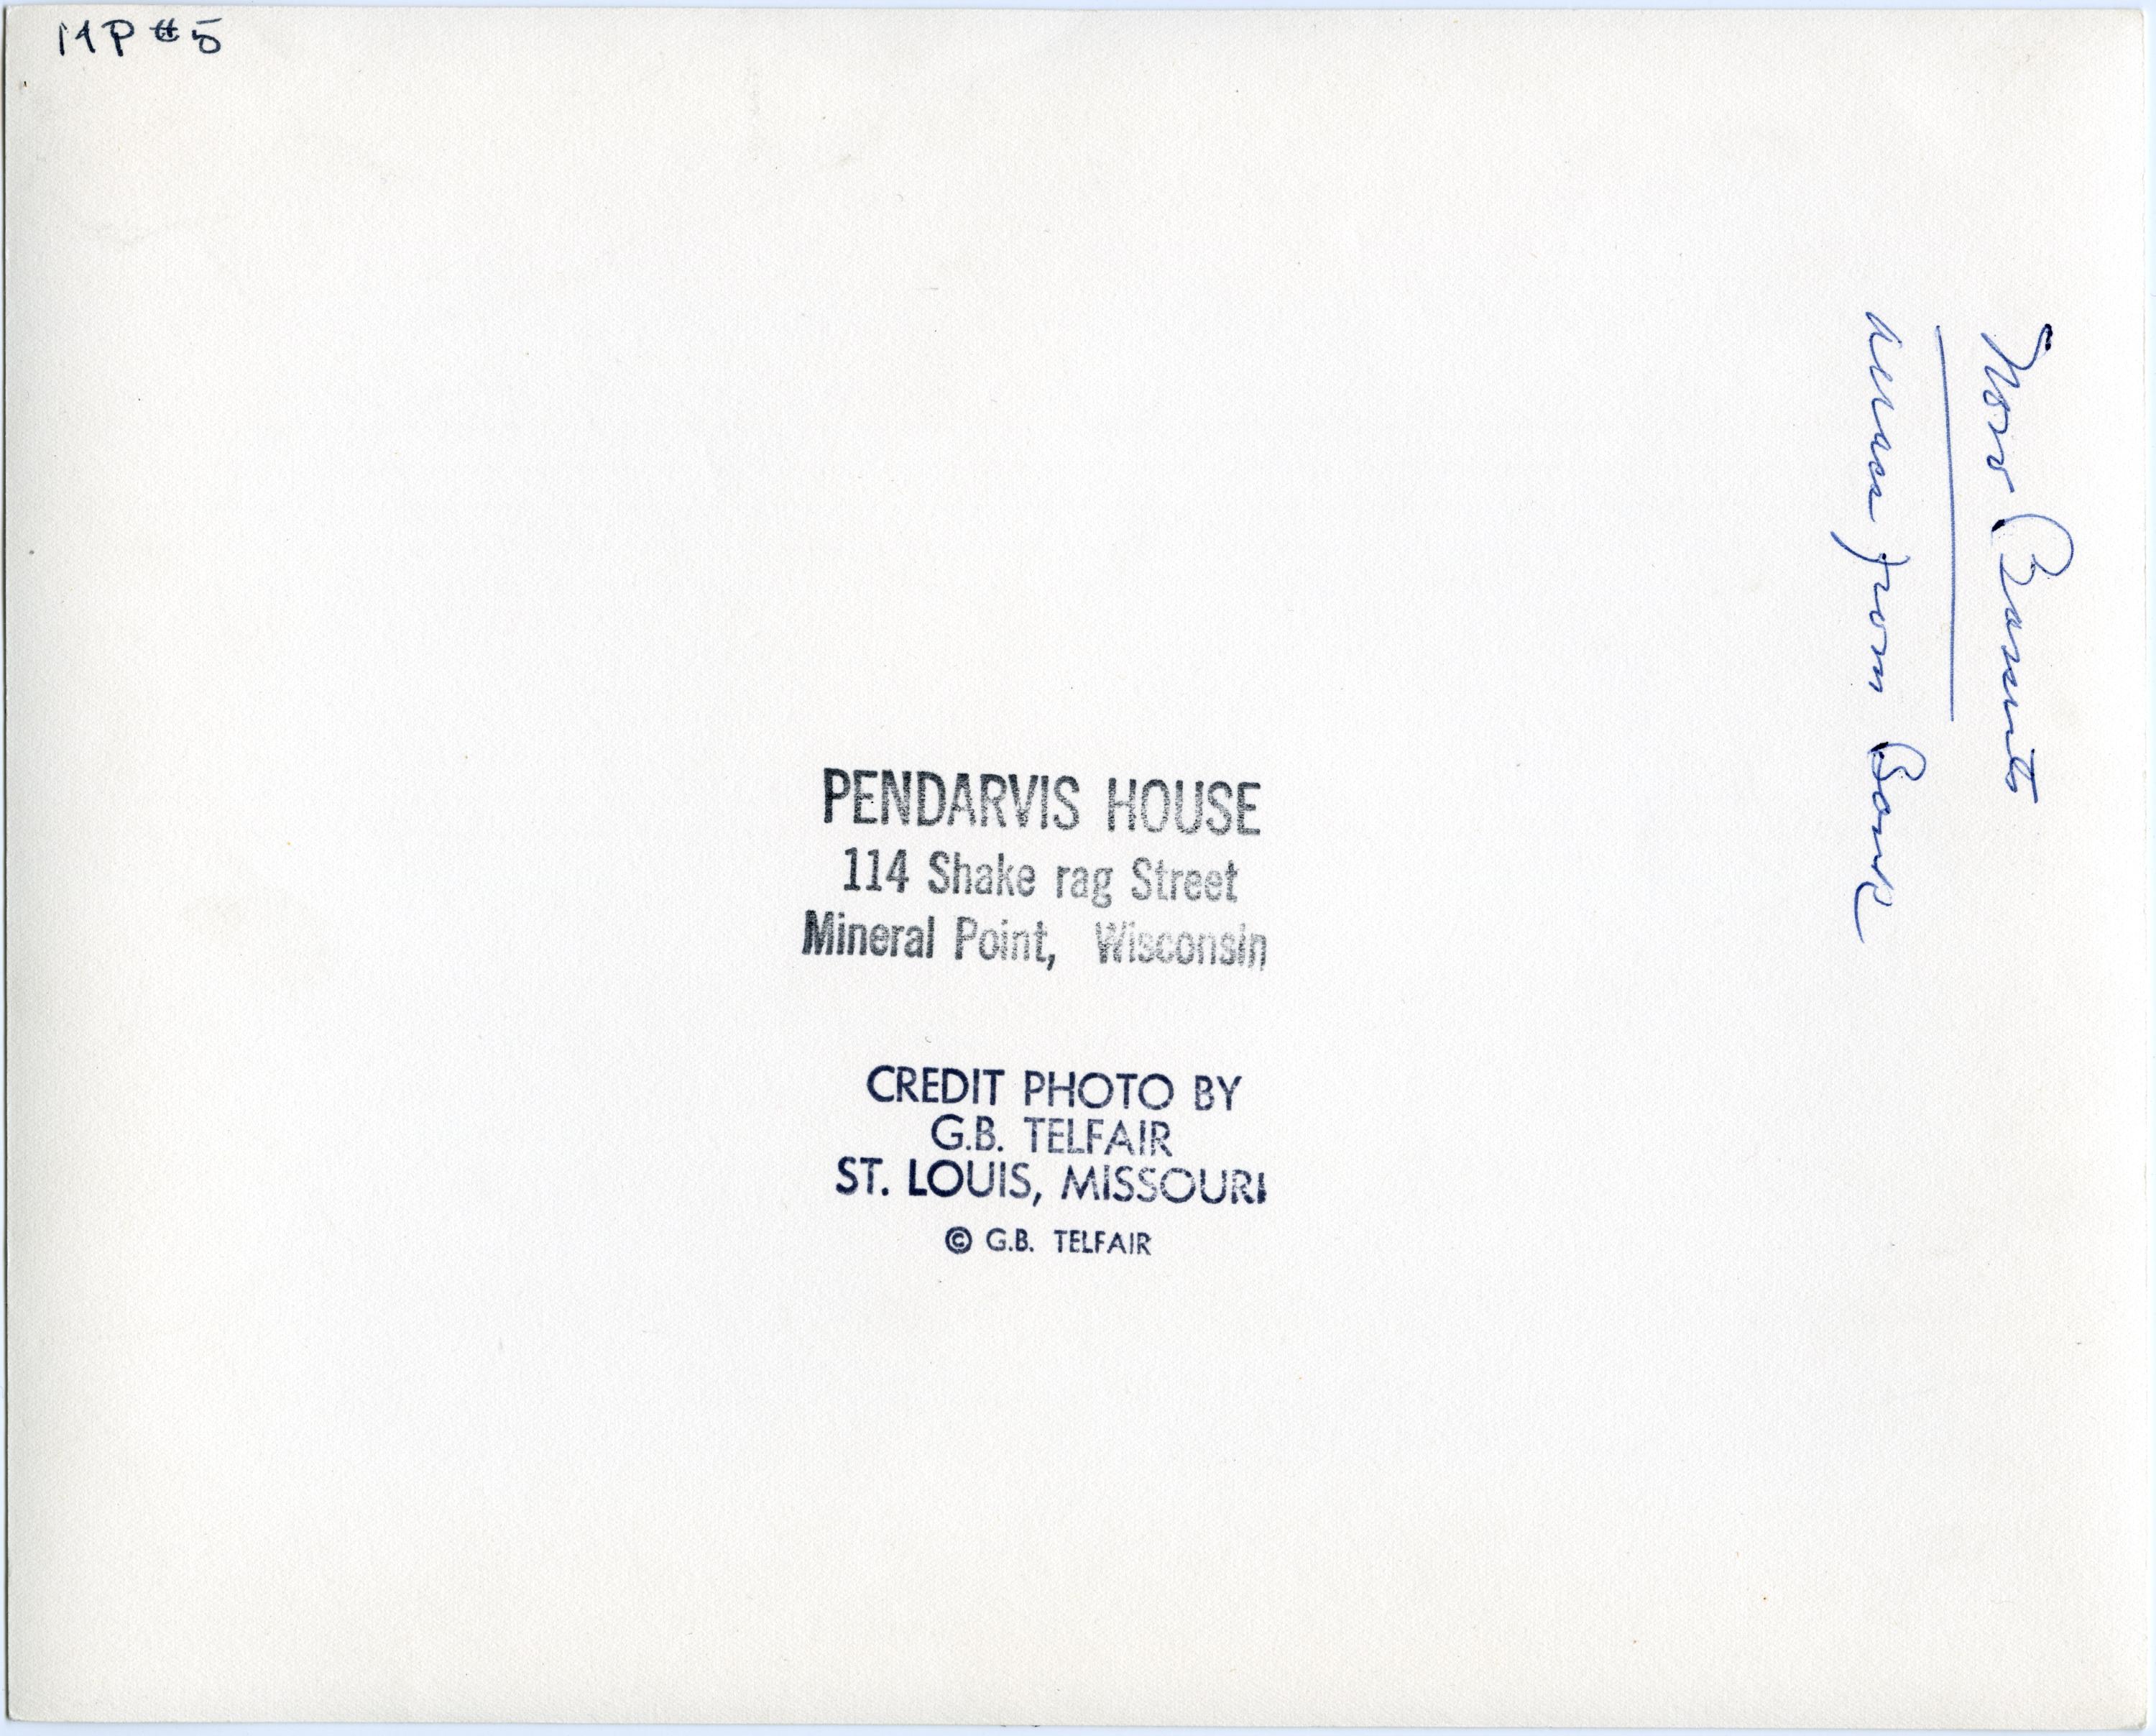 MP #5
PENDARVIS HOUSE
114 Shake rag Street
Mineral Point, Wisconsin
CREDIT PHOTO BY
G.B. TELFAIR
ST. LOUIS, MISSOURI
© G.B. TELFAIR
from